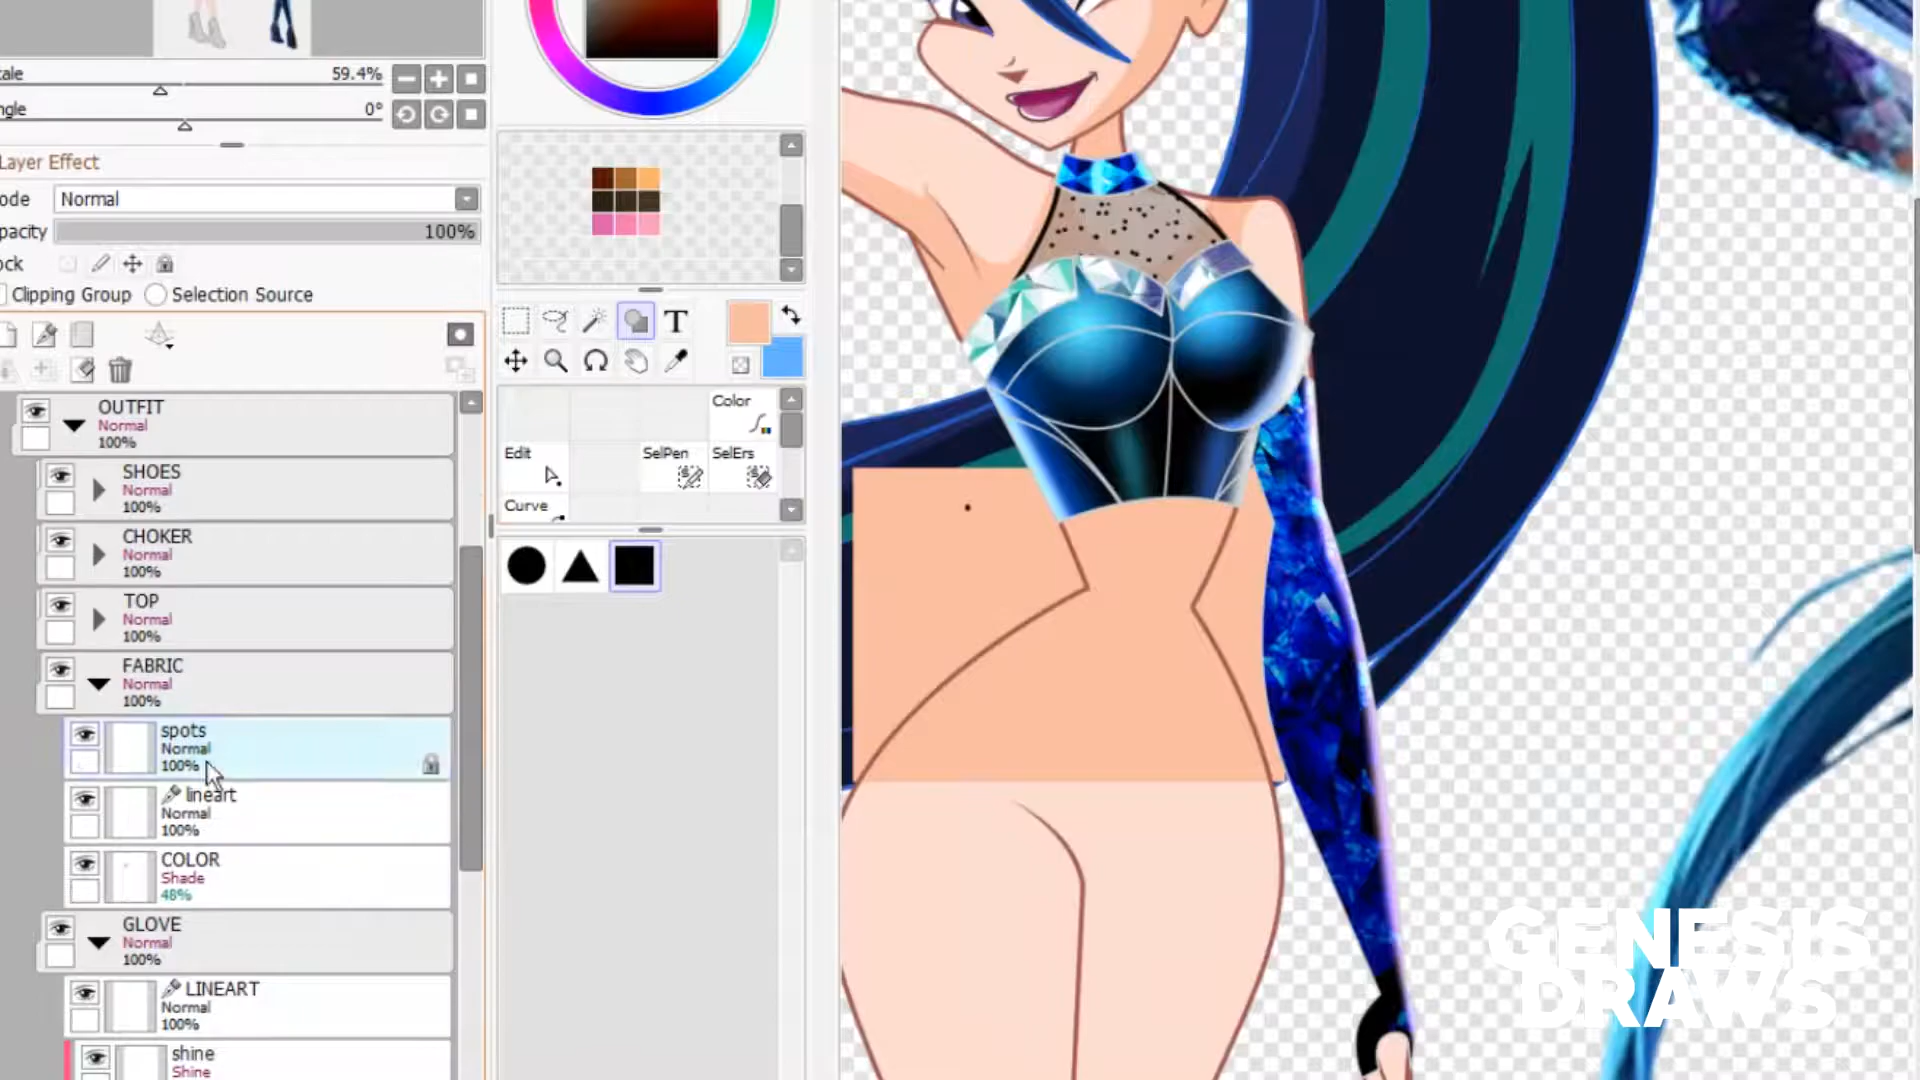 cale
59.4%
ngle
0°
Layer Effect
ode
Normal
pacity
100%
ock
Clipping Group
Selection Source
T
Color
Edit
SelPen
SelErs
Curve
OUTFIT
Normal
100%
SHOES
Normal
100%
CHOKER
Normal
100%
TOP
Normal
100%
FABRIC
Normal
100%
spots
Normal
100%
lineart
Normal
100%
COLOR
Shade
48%
GLOVE
Normal
100%
LINEART
Normal
100%
shine
Shine
GENESIS
DRAWS